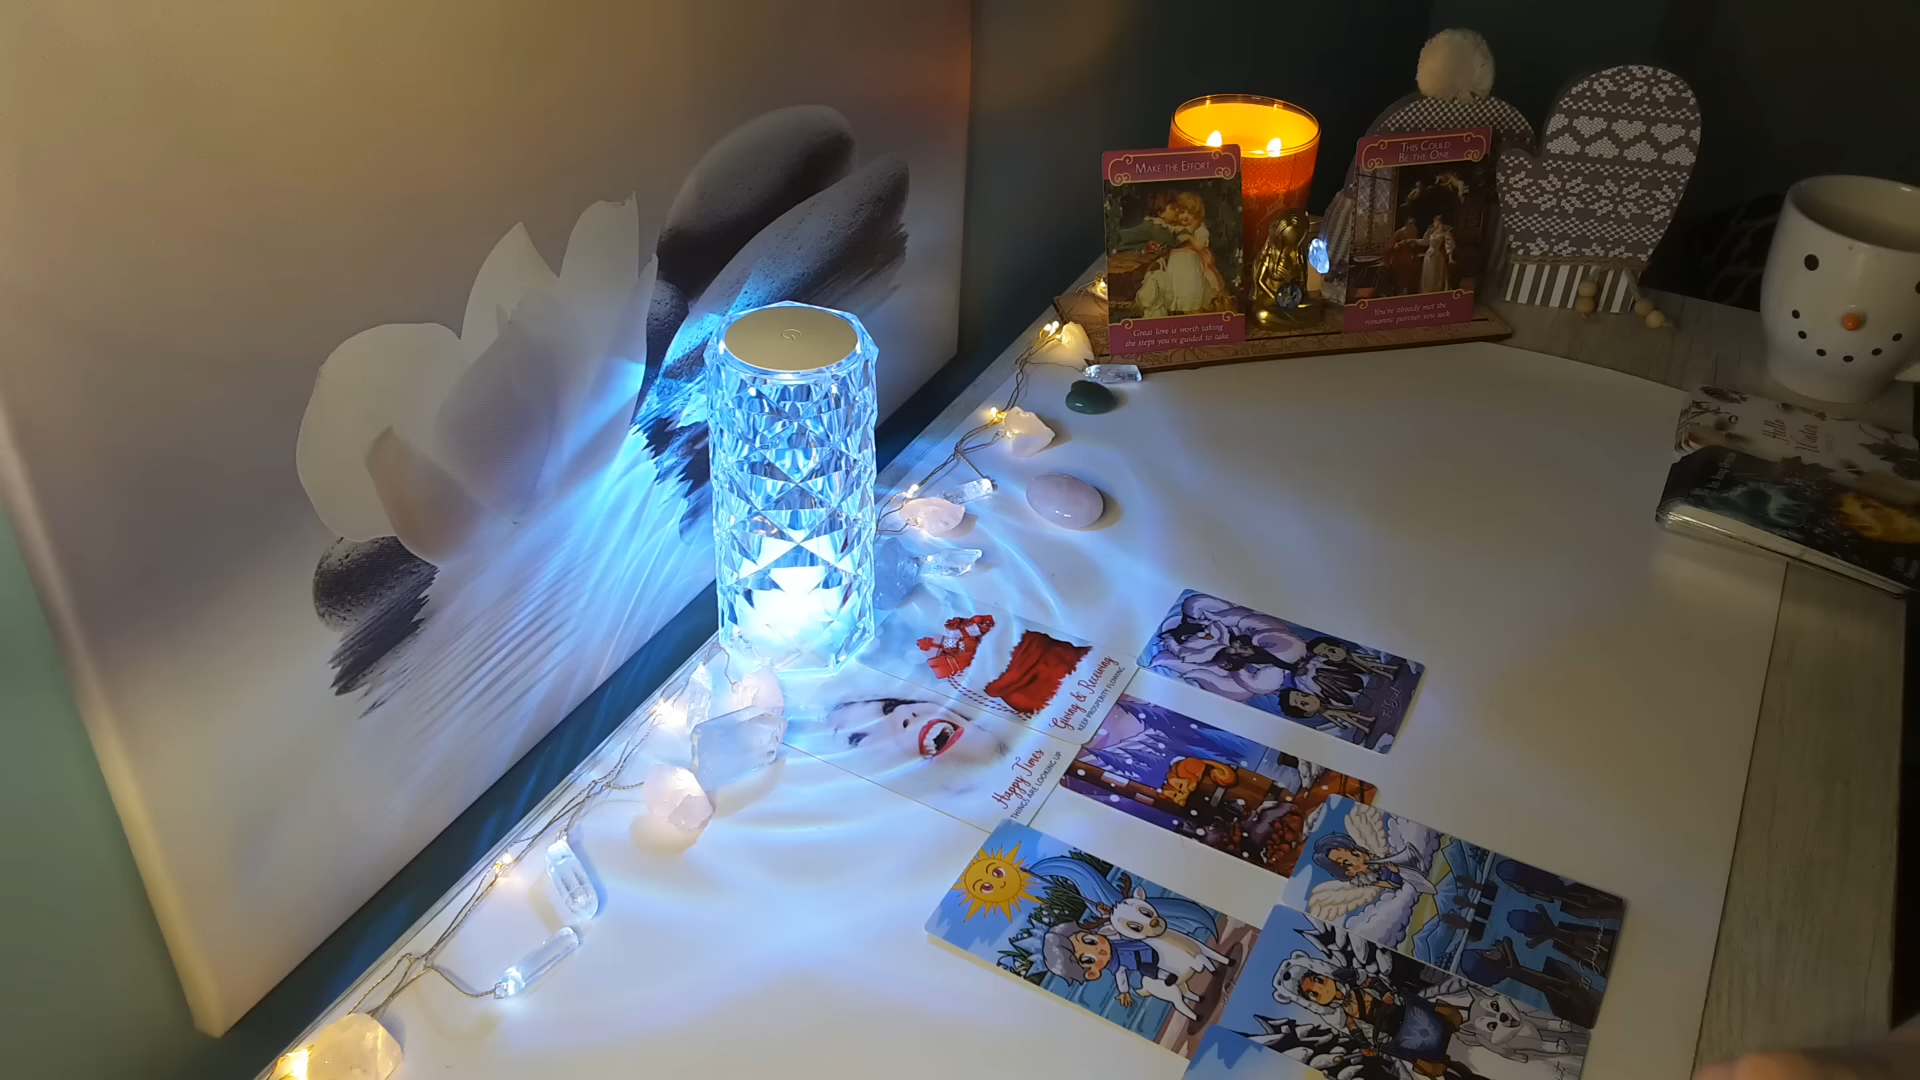 MAKE THE EFFORT
Great love is worth taking
the steps you're guided to take
THIS COULD
BE THE ONE
You've already met the
romantic partner you seek
Hello
Giving & Receiving
KEEP PROSPERITY FLOWING
Happy Times
THINGS ARE LOOKING UP